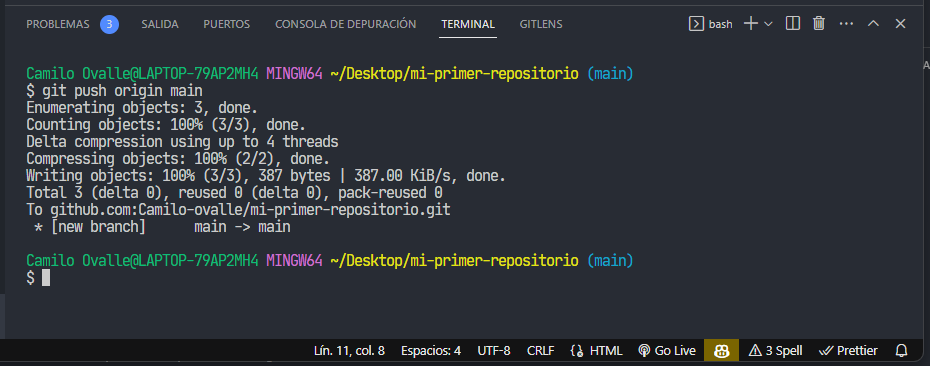 PROBLEMAS 3 SALIDA PUERTOS CONSOLA DE DEPURACIÓN TERMINAL GITLENS bash
Camilo Ovalle@LAPTOP-79AP2MH4 MINGW64 ~/Desktop/mi-primer-repositorio (main)
$ git push origin main
Enumerating objects: 3, done.
Counting objects: 100% (3/3), done.
Delta compression using up to 4 threads
Compressing objects: 100% (2/2), done.
Writing objects: 100% (3/3), 387 bytes | 387.00 KiB/s, done.
Total 3 (delta 0), reused 0 (delta 0), pack-reused 0
To github.com:Camilo-ovalle/mi-primer-repositorio.git
 * [new branch]      main -> main
Camilo Ovalle@LAPTOP-79AP2MH4 MINGW64 ~/Desktop/mi-primer-repositorio (main)
$
Lín. 11, col. 8 Espacios: 4 UTF-8 CRLF HTML Go Live 3 Spell Prettier